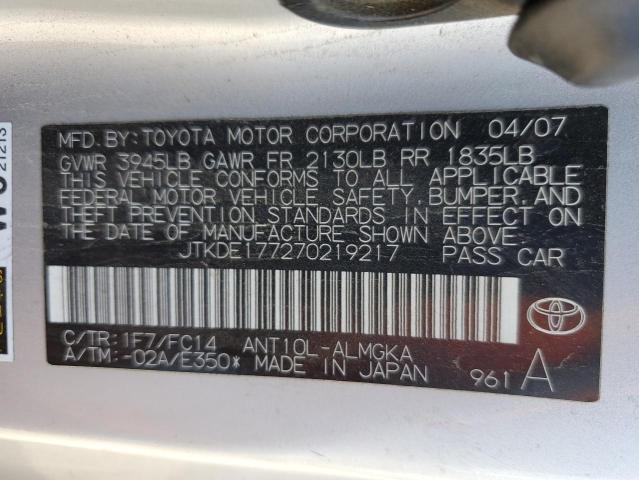 MFD.BY:TOYOTA MOTOR CORPORATION 04/07
GVWR 3945LB GAWR FR 2130LB RR 1835LB
THIS VEHICLE CONFORMS TO ALL APPLICABLE
FEDERAL MOTOR VEHICLE SAFETY, BUMPER, AND
THEFT PREVENTION STANDARDS IN EFFECT ON
THE DATE OF MANUFACTURE SHOWN ABOVE.
JTKDE177270219217 PASS CAR
C/TR:1F7/FC14 ANT10L-ALMGKA
A/TM:-02A/E350* MADE IN JAPAN 961 A
21213